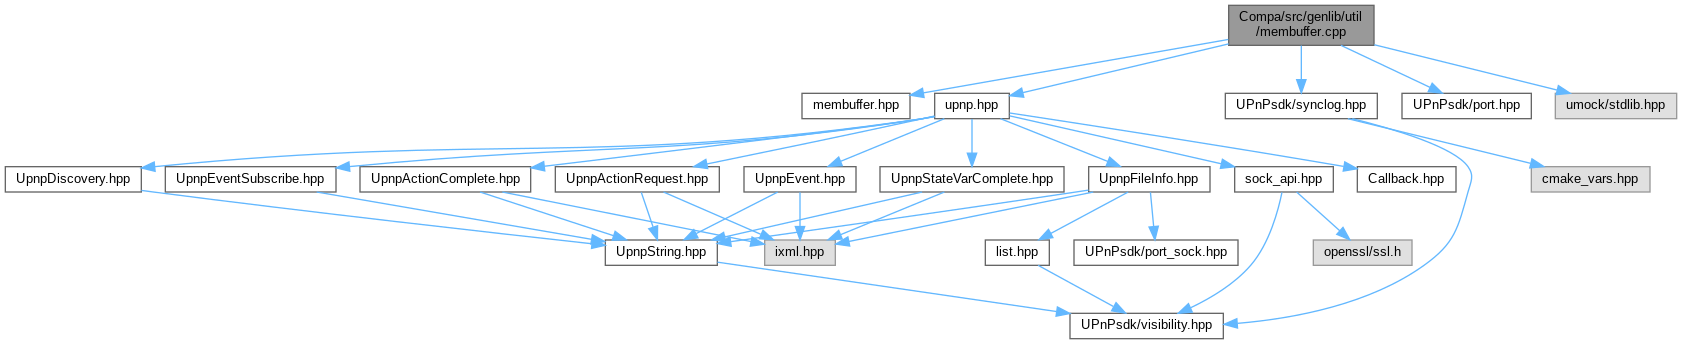 Compa/src/genlib/util
/membuffer.cpp
membuffer.hpp
upnp.hpp
UPnPsdk/synclog.hpp
UPnPsdk/port.hpp
umock/stdlib.hpp
UpnpDiscovery.hpp
UpnpEventSubscribe.hpp
UpnpActionComplete.hpp
UpnpActionRequest.hpp
UpnpEvent.hpp
UpnpStateVarComplete.hpp
UpnpFileInfo.hpp
sock_api.hpp
Callback.hpp
cmake_vars.hpp
UpnpString.hpp
ixml.hpp
list.hpp
UPnPsdk/port_sock.hpp
openssl/ssl.h
UPnPsdk/visibility.hpp